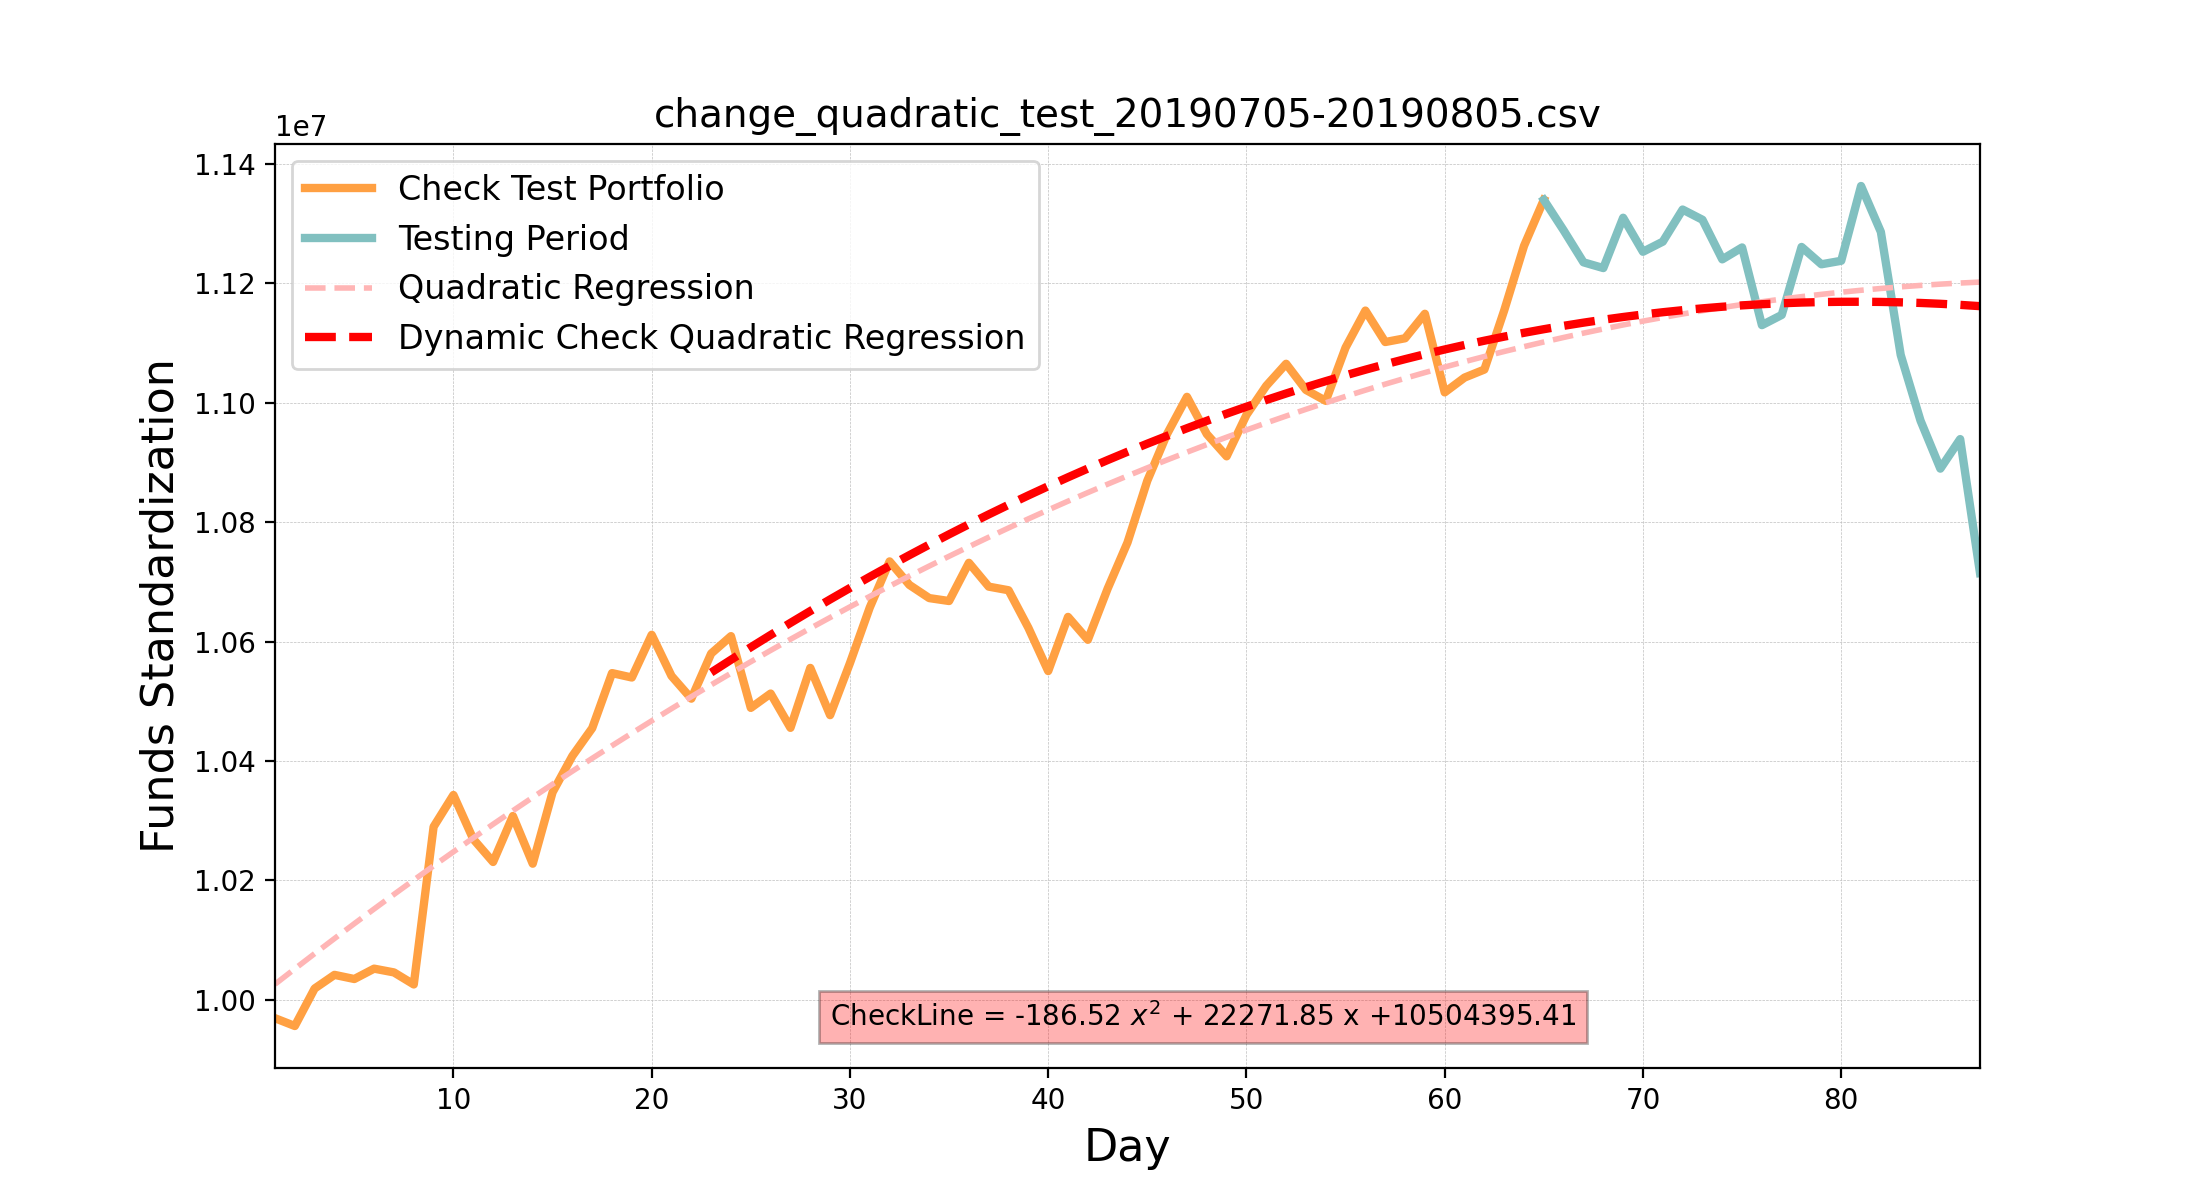 change_quadratic_test_20190705-20190805.csv
1e7
1.14
1.12
1.10
1.08
1.06
1.04
1.02
1.00
Funds Standardization
Check Test Portfolio
Testing Period
Quadratic Regression
Dynamic Check Quadratic Regression
CheckLine = -186.52 x² + 22271.85 x +10504395.41
10 20 30 40 50 60 70 80
Day